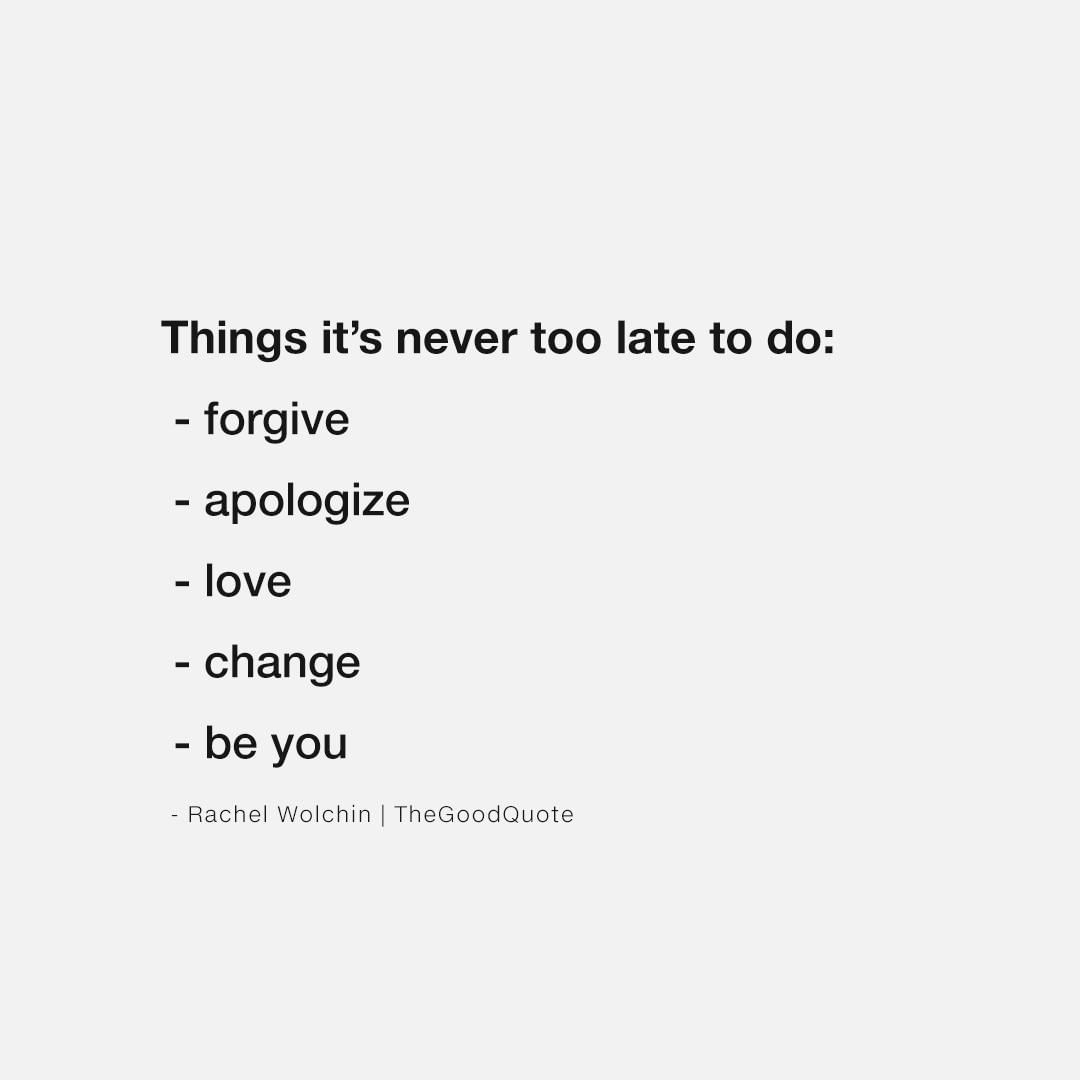 Things it’s never too late to do:
- forgive
- apologize
- love
- change
- be you
- Rachel Wolchin | TheGoodQuote